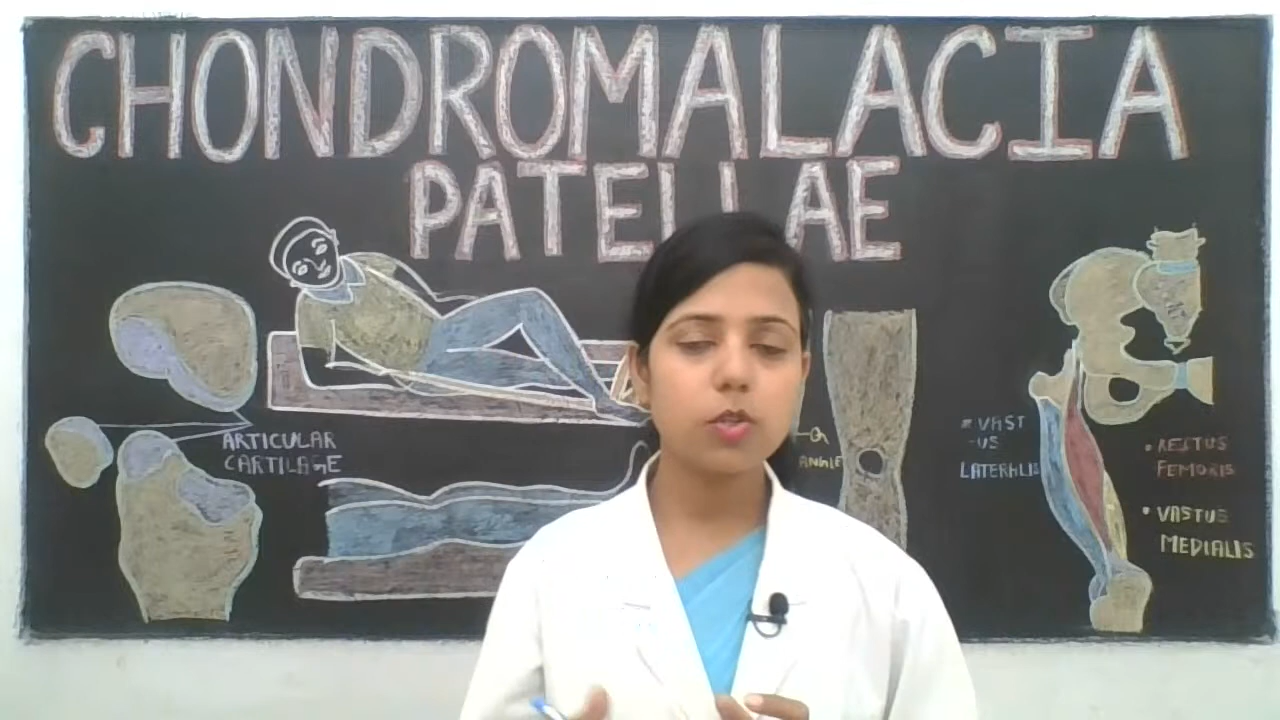 CHONDROMALACIA
PATELLAE
ARTICULAR
CARTILAGE
Q
ANGLE
• VAST
-US
LATERALIS
• RECTUS
FEMORIS
• VASTUS
MEDIALIS